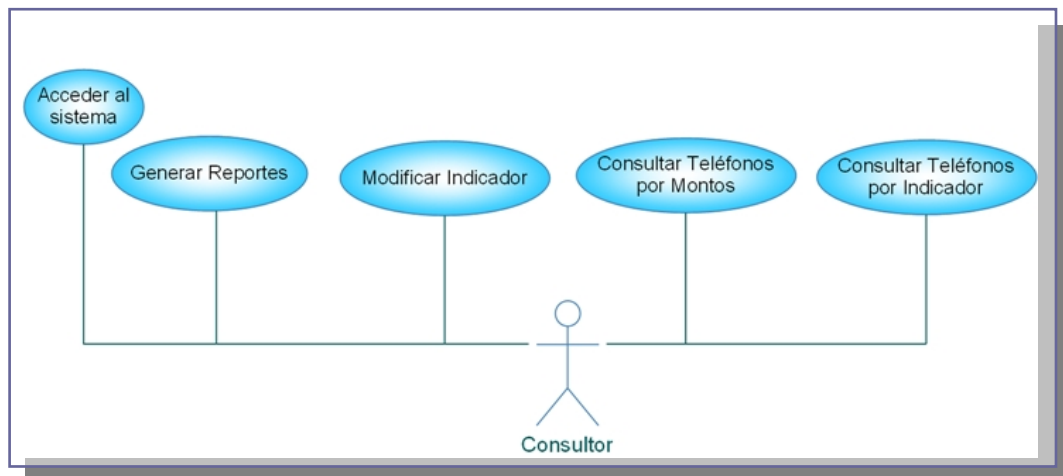 Acceder al
sistema
Generar Reportes
Modificar Indicador
Consultar Teléfonos
por Montos
Consultar Teléfonos
por Indicador
Consultor